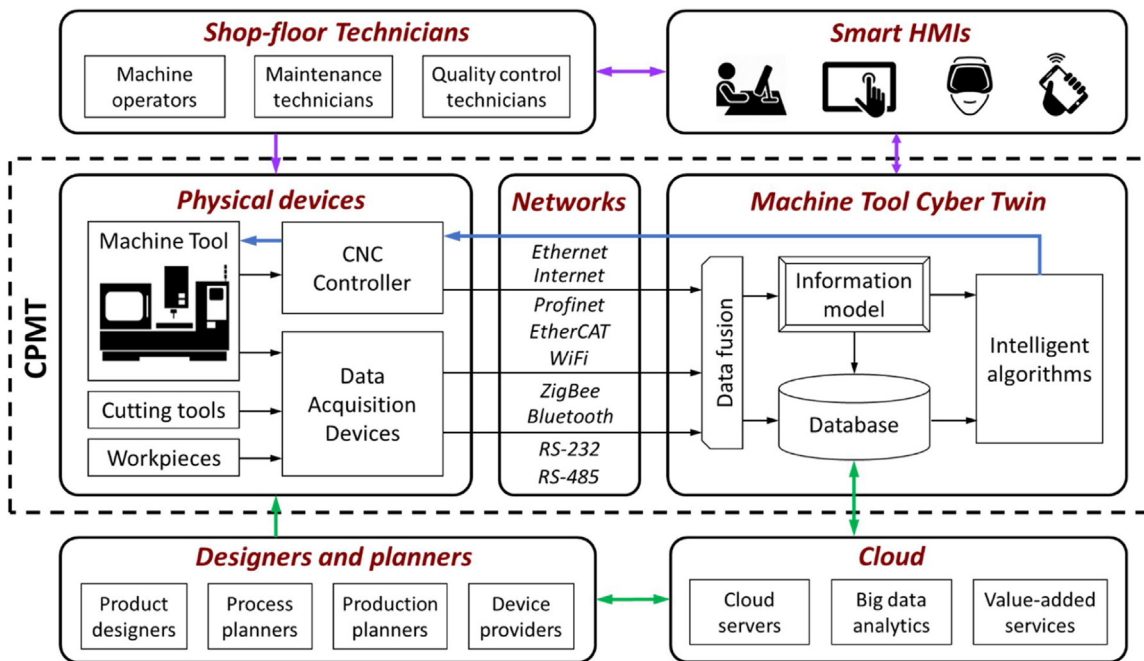 Shop-floor Technicians
Machine
operators
Maintenance
technicians
Quality control
technicians
Smart HMIs
CPMT
Physical devices
Machine Tool
CNC
Controller
Data
Acquisition
Devices
Cutting tools
Workpieces
Networks
Ethernet
Internet
Profinet
EtherCAT
WiFi
ZigBee
Bluetooth
RS-232
RS-485
Machine Tool Cyber Twin
Data fusion
Information
model
Database
Intelligent
algorithms
Designers and planners
Product
designers
Process
planners
Production
planners
Device
providers
Cloud
Cloud
servers
Big data
analytics
Value-added
services